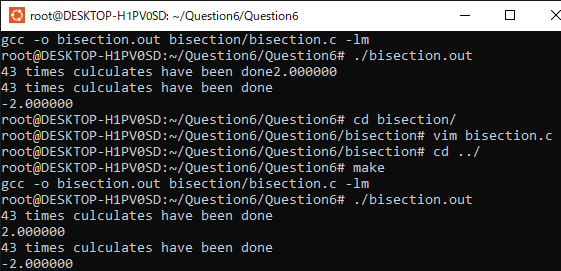 root@DESKTOP-H1PV0SD: ~/Question6/Question6
gcc -o bisection.out bisection/bisection.c -lm
root@DESKTOP-H1PV0SD:~/Question6/Question6# ./bisection.out
43 times culculates have been done2.000000
43 times culculates have been done
-2.000000
root@DESKTOP-H1PV0SD:~/Question6/Question6# cd bisection/
root@DESKTOP-H1PV0SD:~/Question6/Question6/bisection# vim bisection.c
root@DESKTOP-H1PV0SD:~/Question6/Question6/bisection# cd ../
root@DESKTOP-H1PV0SD:~/Question6/Question6# make
gcc -o bisection.out bisection/bisection.c -lm
root@DESKTOP-H1PV0SD:~/Question6/Question6# ./bisection.out
43 times culculates have been done
2.000000
43 times culculates have been done
-2.000000